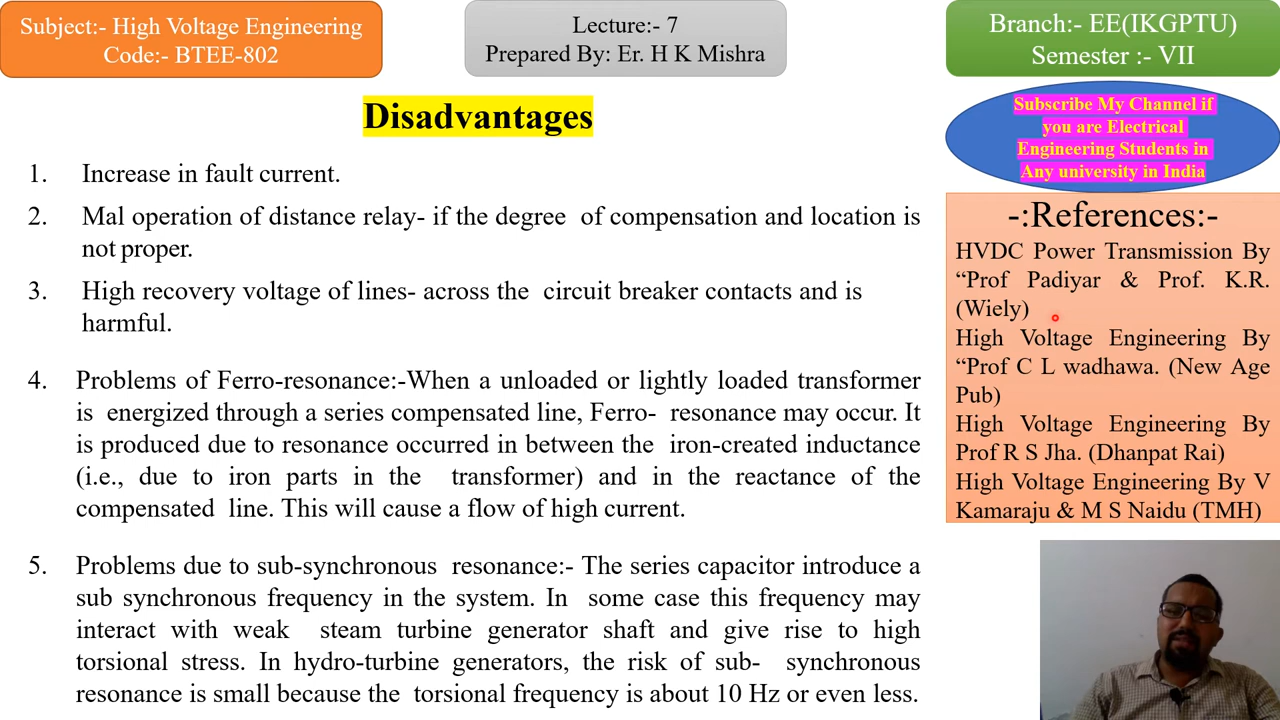 Subject:- High Voltage Engineering
Code:- BTEE-802
Lecture:- 7
Prepared By: Er. H K Mishra
Branch:- EE(IKGPTU)
Semester :- VII
Disadvantages
1. Increase in fault current.
2. Mal operation of distance relay- if the degree of compensation and location is
not proper.
3. High recovery voltage of lines- across the circuit breaker contacts and is
harmful.
4. Problems of Ferro-resonance:-When a unloaded or lightly loaded transformer
is energized through a series compensated line, Ferro- resonance may occur. It
is produced due to resonance occurred in between the iron-created inductance
(i.e., due to iron parts in the transformer) and in the reactance of the
compensated line. This will cause a flow of high current.
5. Problems due to sub-synchronous resonance:- The series capacitor introduce a
sub synchronous frequency in the system. In some case this frequency may
interact with weak steam turbine generator shaft and give rise to high
torsional stress. In hydro-turbine generators, the risk of sub- synchronous
resonance is small because the torsional frequency is about 10 Hz or even less.
Subscribe My Channel if
you are Electrical
Engineering Students in
Any university in India
-:References:-
HVDC Power Transmission By
“Prof Padiyar & Prof. K.R.
(Wiely)
High Voltage Engineering By
“Prof C L wadhawa. (New Age
Pub)
High Voltage Engineering By
Prof R S Jha. (Dhanpat Rai)
High Voltage Engineering By V
Kamaraju & M S Naidu (TMH)